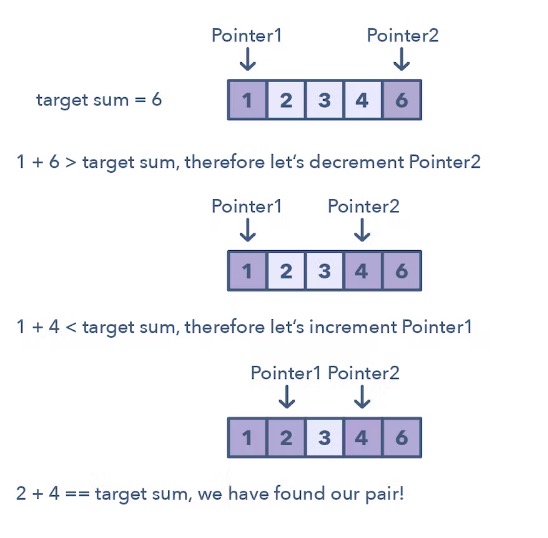 Pointer1 Pointer2
target sum = 6 1 2 3 4 6
1 + 6 > target sum, therefore let's decrement Pointer2
Pointer1 Pointer2
1 2 3 4 6
1 + 4 < target sum, therefore let's increment Pointer1
Pointer1 Pointer2
1 2 3 4 6
2 + 4 == target sum, we have found our pair!